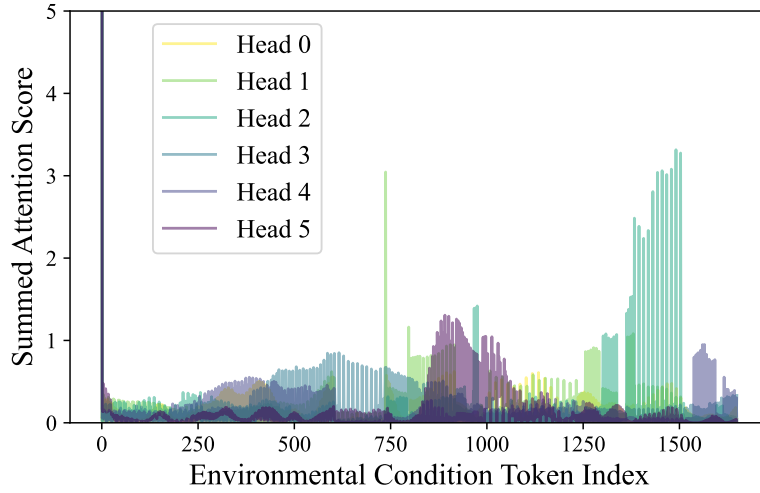 5
4
3
2
1
0
Summed Attention Score
Head 0
Head 1
Head 2
Head 3
Head 4
Head 5
0 250 500 750 1000 1250 1500
Environmental Condition Token Index